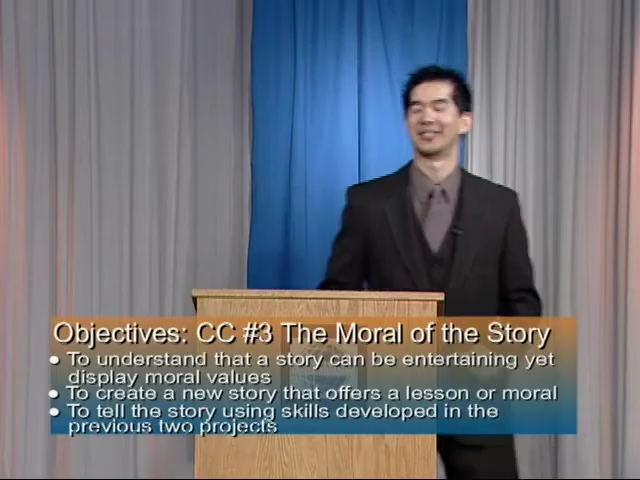 Objectives: CC #3 The Moral of the Story
● To understand that a story can be entertaining yet
display moral values
● To create a new story that offers a lesson or moral
● To tell the story using skills developed in the
previous two projects